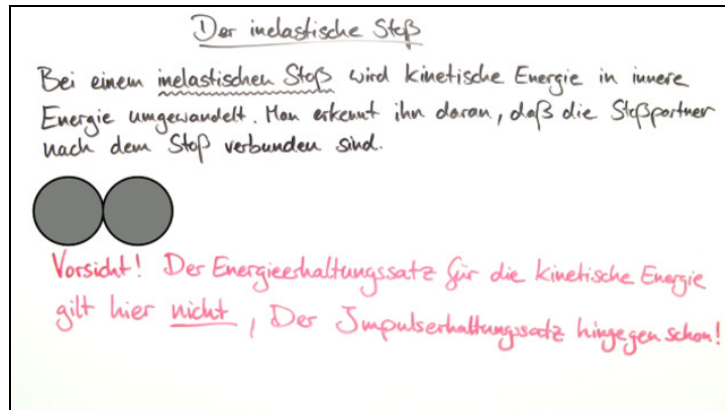 Der inelastische Stoß
Bei einem inelastischen Stoß wird kinetische Energie in innere
Energie umgewandelt. Man erkennt ihn daran, daß die Stoßpartner
nach dem Stoß verbunden sind.
Vorsicht! Der Energieerhaltungssatz für die kinetische Energie
gilt hier nicht, Der Impulserhaltungssatz hingegen schon!